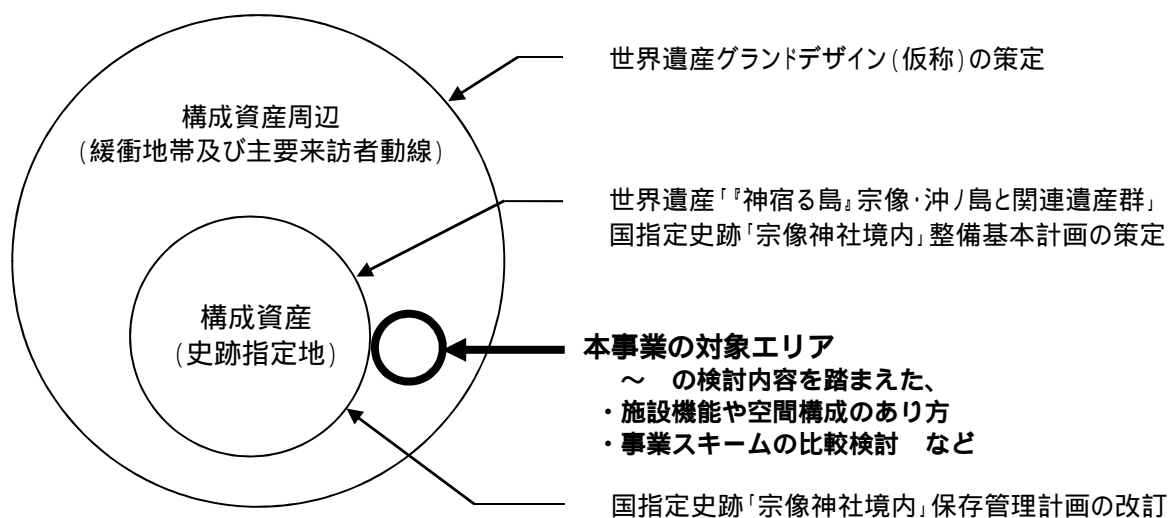 世界遺産グランドデザイン(仮称)の策定
構成資産周辺
(緩衝地帯及び主要来訪者動線)
世界遺産「『神宿る島』宗像・沖ノ島と関連遺産群」
国指定史跡「宗像神社境内」整備基本計画の策定
構成資産
(史跡指定地)
本事業の対象エリア
～　の検討内容を踏まえた、
・施設機能や空間構成のあり方
・事業スキームの比較検討　など
国指定史跡「宗像神社境内」保存管理計画の改訂